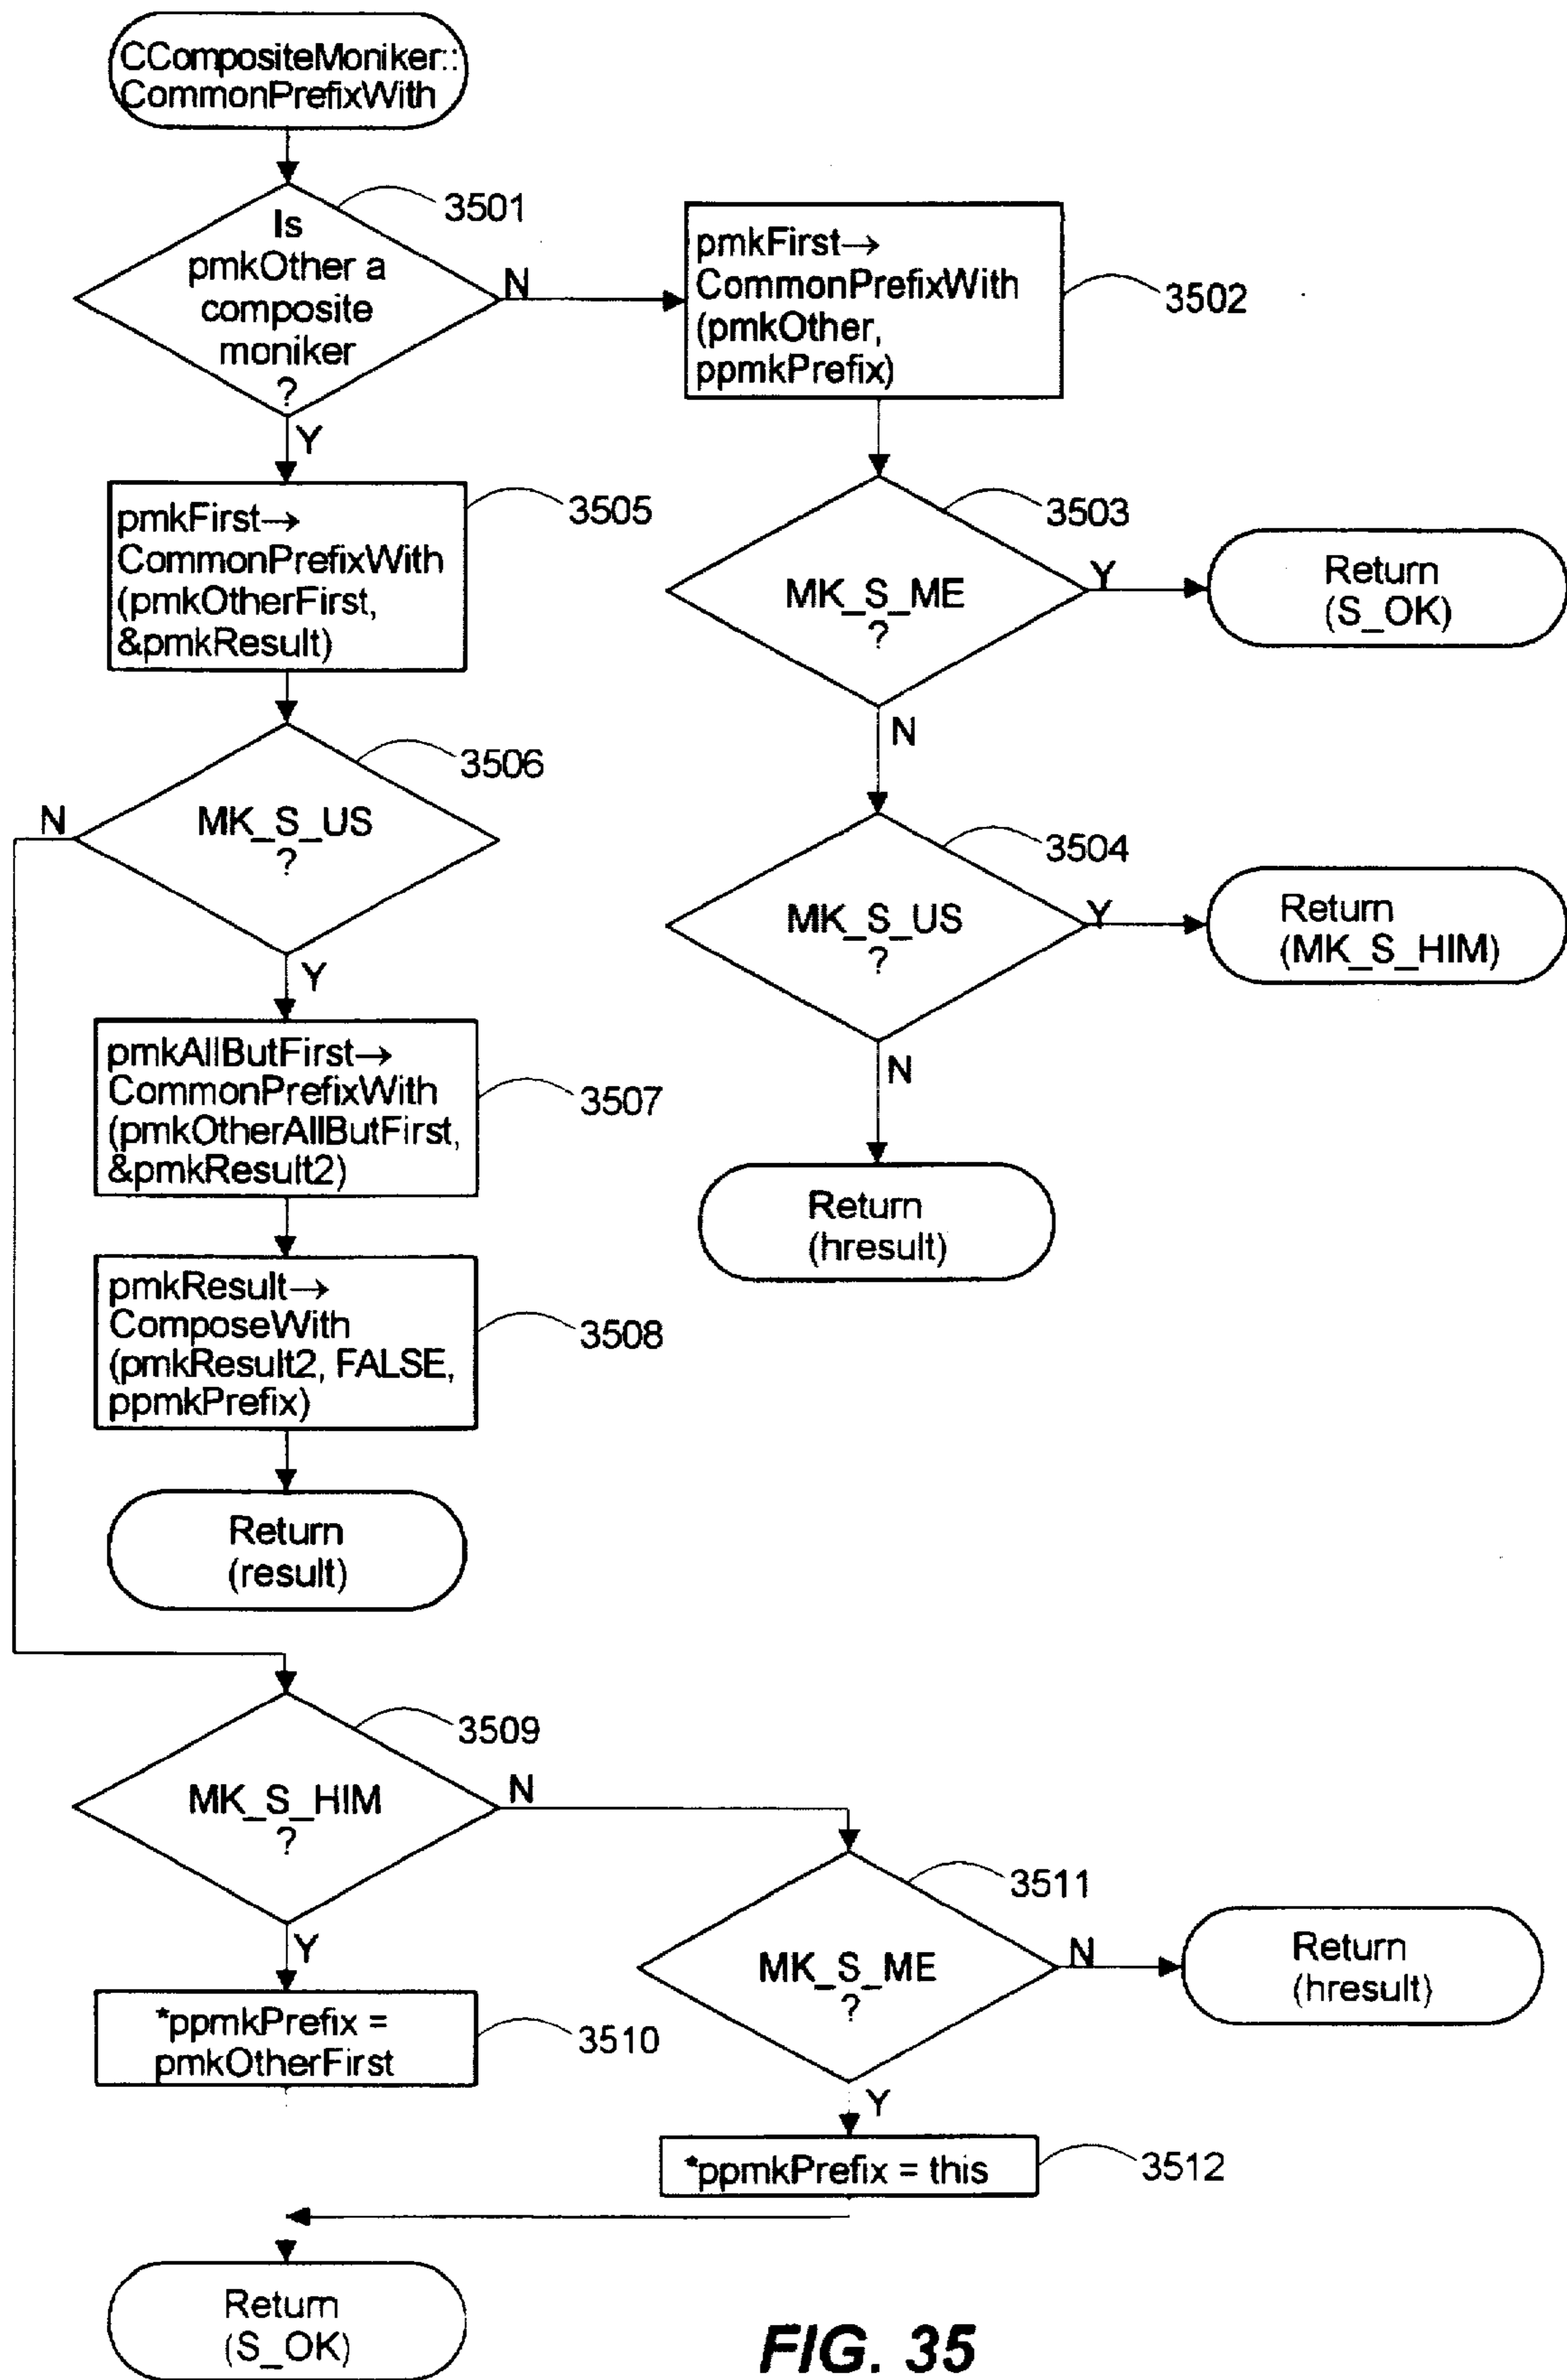 CCompositeMoniker::
CommonPrefixWith
3501
Is
pmkOther a
composite
moniker
?
N
Y
pmkFirst→
CommonPrefixWith
(pmkOther,
ppmkPrefix)
3502
3503
MK_S_ME
?
Y
N
Return
(S_OK)
3504
MK_S_US
?
Y
N
Return
(MK_S_HIM)
Return
(hresult)
pmkFirst→
CommonPrefixWith
(pmkOtherFirst,
&pmkResult)
3505
3506
N
MK_S_US
?
Y
pmkAllButFirst→
CommonPrefixWith
(pmkOtherAllButFirst,
&pmkResult2)
3507
pmkResult→
ComposeWith
(pmkResult2, FALSE,
ppmkPrefix)
3508
Return
(result)
3509
MK_S_HIM
?
N
Y
*ppmkPrefix =
pmkOtherFirst
3510
3511
MK_S_ME
?
N
Y
Return
(hresult)
*ppmkPrefix = this
3512
Return
(S_OK)
FIG. 35